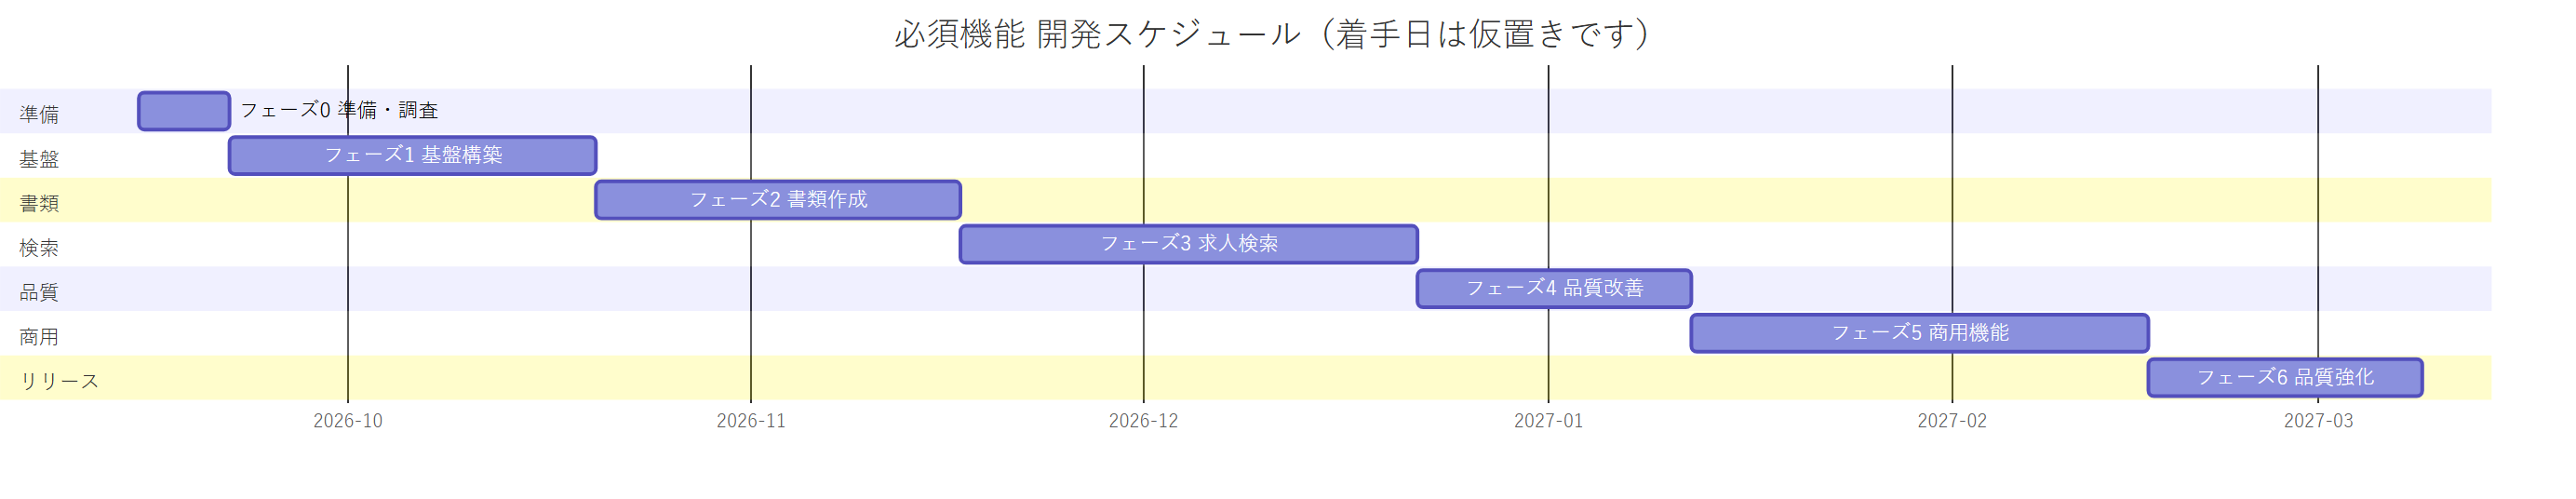 必須機能 開発スケジュール（着手日は仮置きです）
準備
フェーズ0 準備・調査
基盤
フェーズ1 基盤構築
書類
フェーズ2 書類作成
検索
フェーズ3 求人検索
品質
フェーズ4 品質改善
商用
フェーズ5 商用機能
リリース
フェーズ6 品質強化
2026-10
2026-11
2026-12
2027-01
2027-02
2027-03